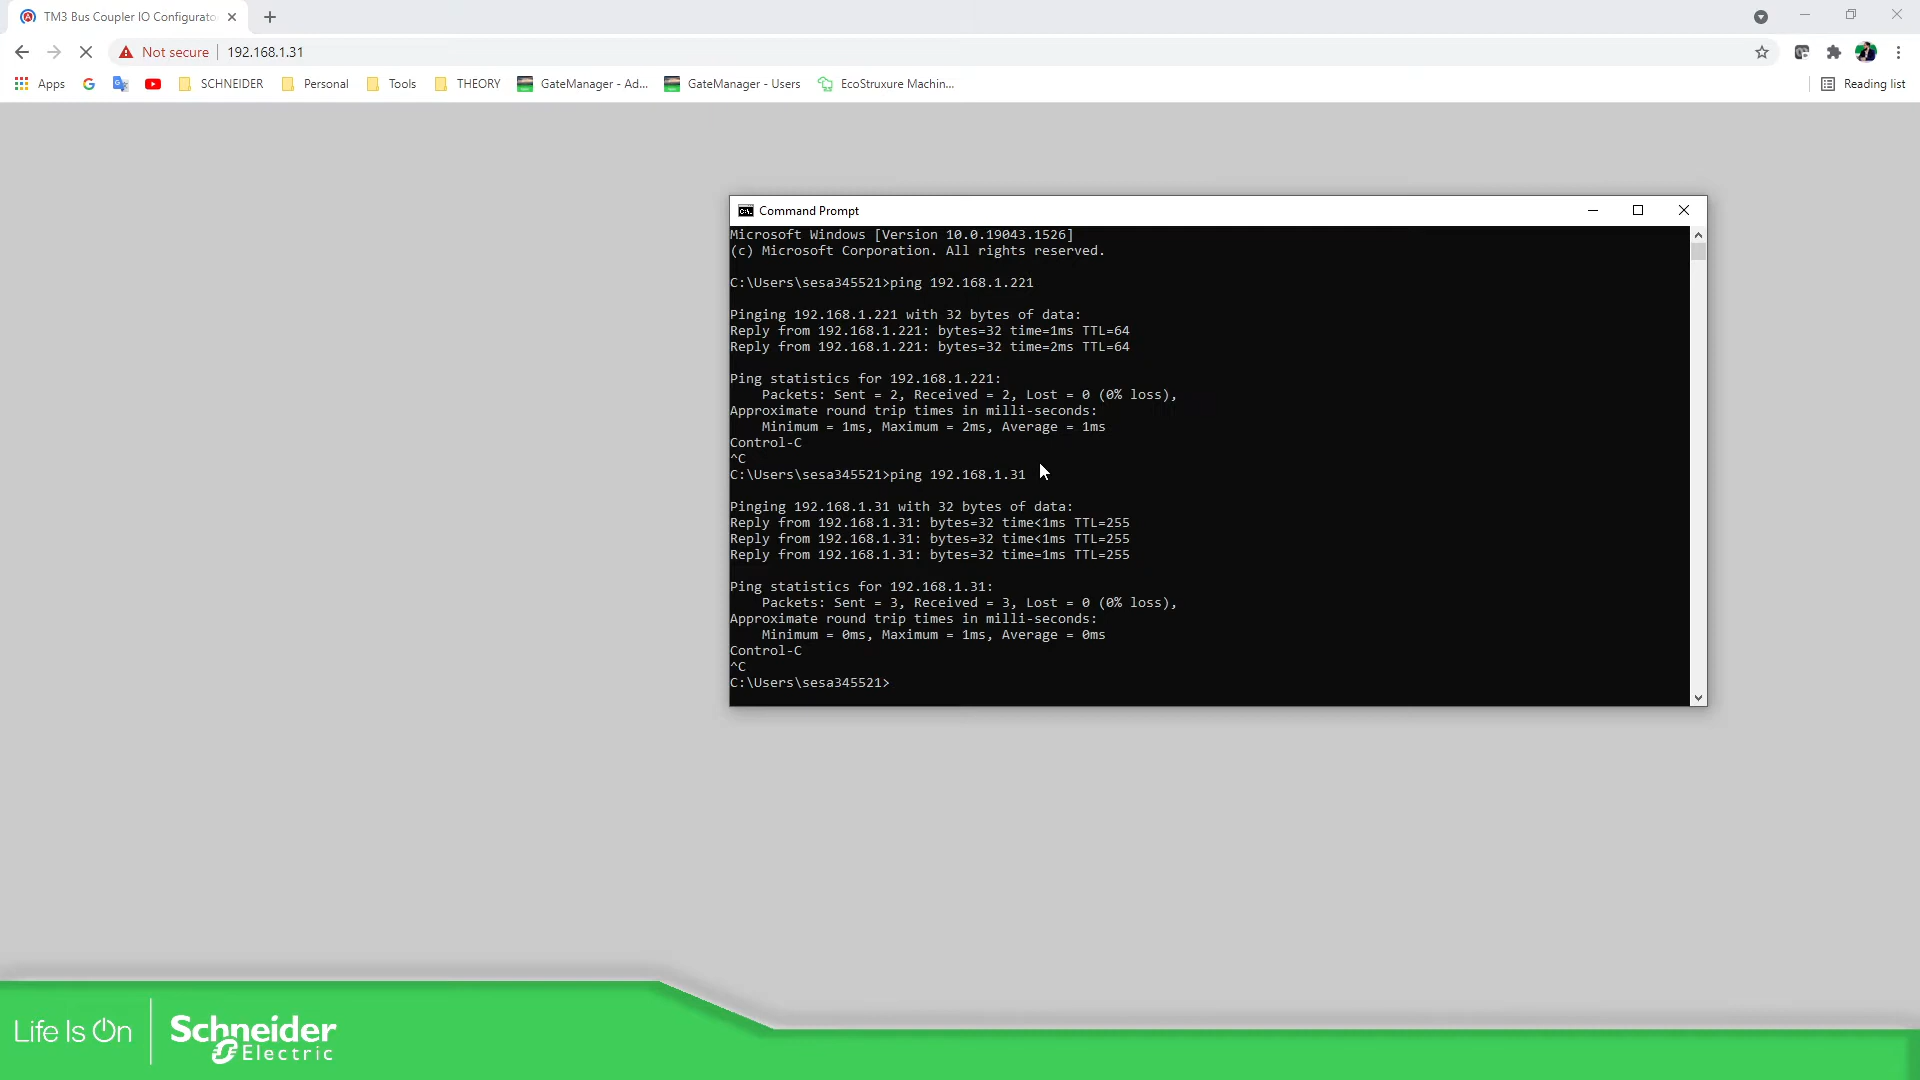 TM3 Bus Coupler IO Configurato
Not secure
192.168.1.31
Apps
SCHNEIDER
Personal
Tools
THEORY
GateManager - Ad...
GateManager - Users
EcoStruxure Machin...
Reading list
Command Prompt
Microsoft Windows [Version 10.0.19043.1526]
(c) Microsoft Corporation. All rights reserved.
C:\Users\sesa345521>ping 192.168.1.221
Pinging 192.168.1.221 with 32 bytes of data:
Reply from 192.168.1.221: bytes=32 time=1ms TTL=64
Reply from 192.168.1.221: bytes=32 time=2ms TTL=64
Ping statistics for 192.168.1.221:
Packets: Sent = 2, Received = 2, Lost = 0 (0% loss),
Approximate round trip times in milli-seconds:
Minimum = 1ms, Maximum = 2ms, Average = 1ms
Control-C
^C
C:\Users\sesa345521>ping 192.168.1.31
Pinging 192.168.1.31 with 32 bytes of data:
Reply from 192.168.1.31: bytes=32 time<1ms TTL=255
Reply from 192.168.1.31: bytes=32 time<1ms TTL=255
Reply from 192.168.1.31: bytes=32 time=1ms TTL=255
Ping statistics for 192.168.1.31:
Packets: Sent = 3, Received = 3, Lost = 0 (0% loss),
Approximate round trip times in milli-seconds:
Minimum = 0ms, Maximum = 1ms, Average = 0ms
Control-C
^C
C:\Users\sesa345521>
Life Is On
Schneider
Electric